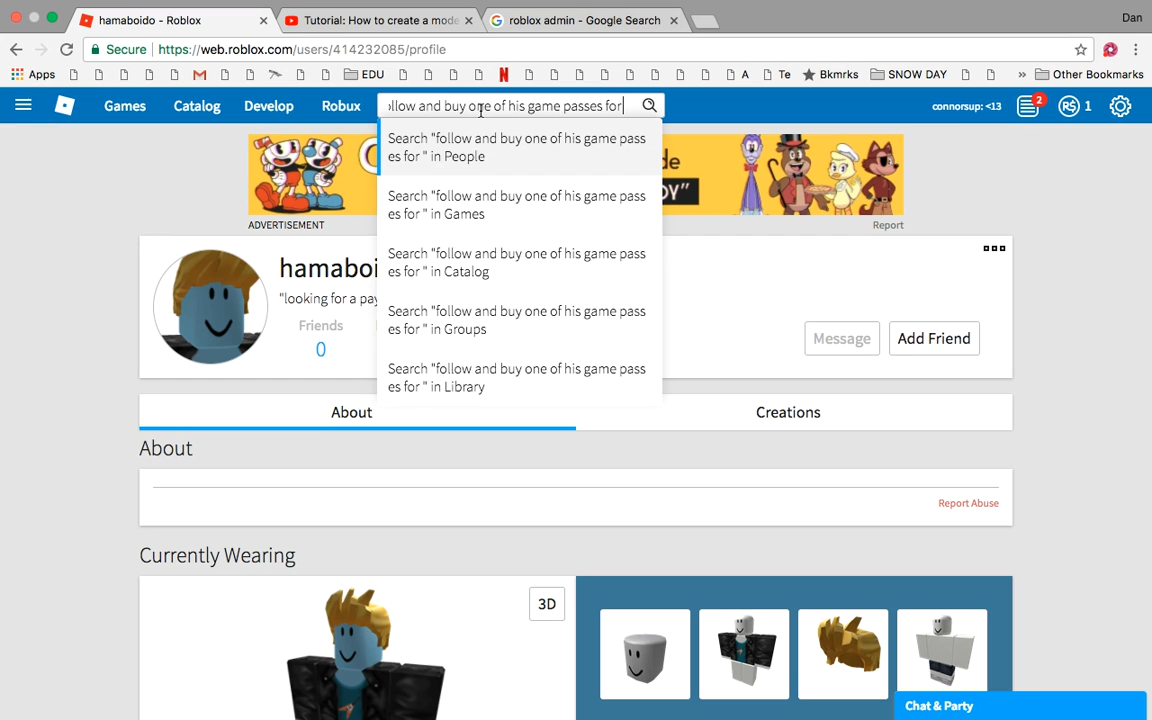 hamaboido - Roblox
Tutorial: How to create a mode
roblox admin - Google Search
Dan
Secure https://web.roblox.com/users/414232085/profile
Apps EDU A Te Bkmrks SNOW DAY » Other Bookmarks
Games Catalog Develop Robux llow and buy one of his game passes for connorsup: <13 2 R$ 1
Search "follow and buy one of his game pass
es for " in People
Search "follow and buy one of his game pass
es for " in Games
Search "follow and buy one of his game pass
es for " in Catalog
Search "follow and buy one of his game pass
es for " in Groups
Search "follow and buy one of his game pass
es for " in Library
ADVERTISEMENT
Report
hamaboi
"looking for a pay
Friends
0
Message
Add Friend
About
Creations
About
Report Abuse
Currently Wearing
3D
Chat & Party